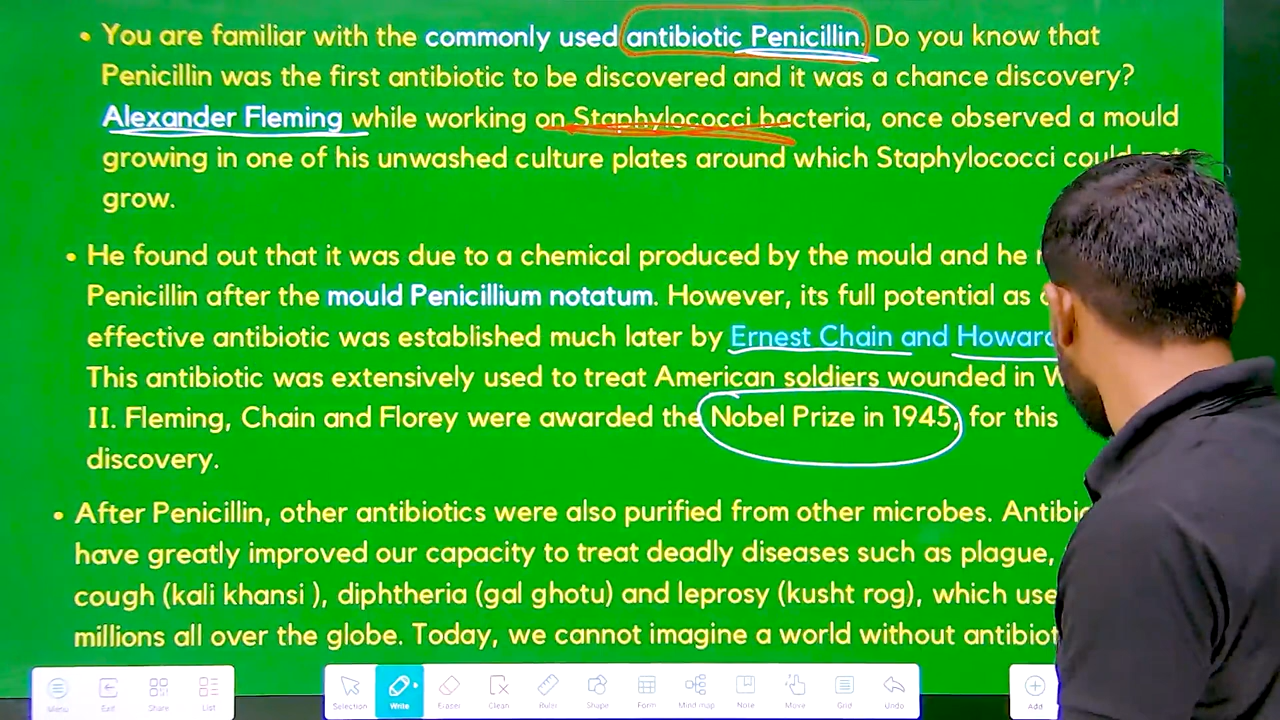 • You are familiar with the commonly used antibiotic Penicillin. Do you know that
Penicillin was the first antibiotic to be discovered and it was a chance discovery?
Alexander Fleming while working on Staphylococci bacteria, once observed a mould
growing in one of his unwashed culture plates around which Staphylococci could not
grow.
• He found out that it was due to a chemical produced by the mould and he
Penicillin after the mould Penicillium notatum. However, its full potential as
effective antibiotic was established much later by Ernest Chain and Howard
This antibiotic was extensively used to treat American soldiers wounded in
II. Fleming, Chain and Florey were awarded the Nobel Prize in 1945, for this
discovery.
• After Penicillin, other antibiotics were also purified from other microbes.
have greatly improved our capacity to treat deadly diseases such as plague,
cough (kali khansi ), diphtheria (gal ghotu) and leprosy (kusht rog), which
millions all over the globe. Today, we cannot imagine a world without
Menu Exit Share List Selection Write Eraser Clean Ruler Shape Form Mind map Note Move Grid Undo Add